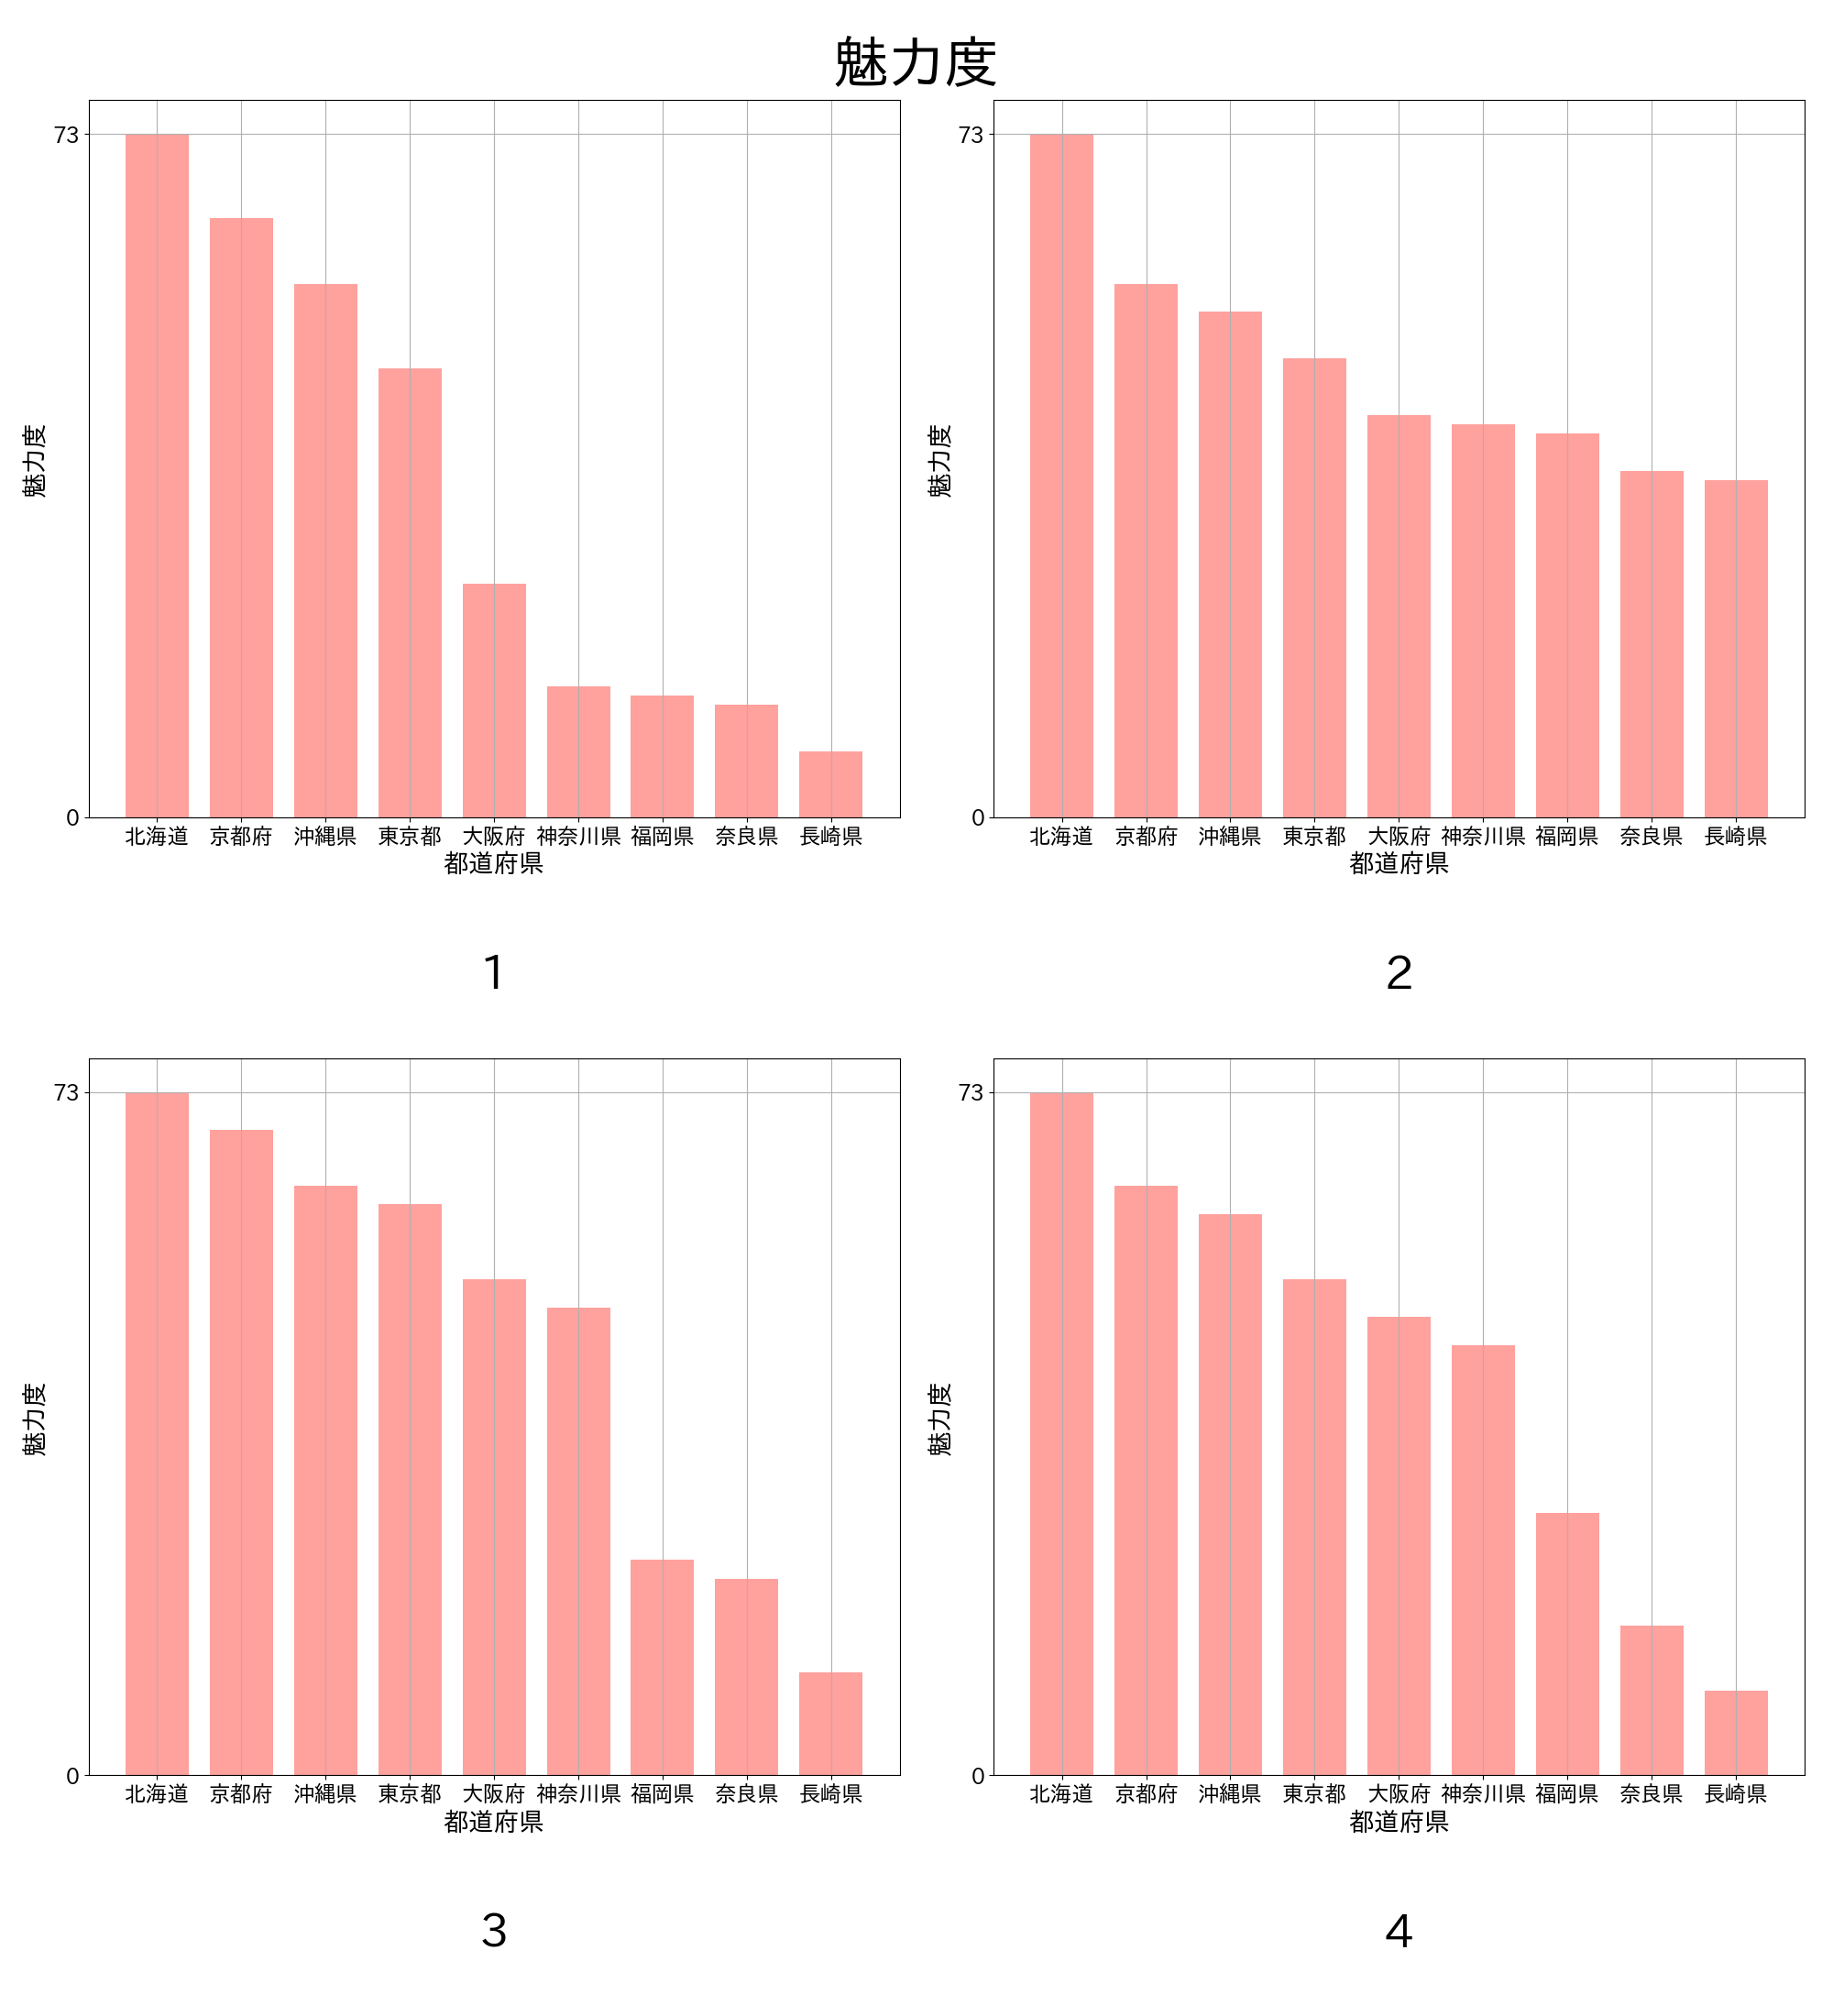 魅力度
73
73
魅力度
魅力度
0
0
北海道 京都府 沖縄県 東京都 大阪府 神奈川県 福岡県 奈良県 長崎県
北海道 京都府 沖縄県 東京都 大阪府 神奈川県 福岡県 奈良県 長崎県
都道府県
都道府県
1
2
73
73
魅力度
魅力度
0
0
北海道 京都府 沖縄県 東京都 大阪府 神奈川県 福岡県 奈良県 長崎県
北海道 京都府 沖縄県 東京都 大阪府 神奈川県 福岡県 奈良県 長崎県
都道府県
都道府県
3
4